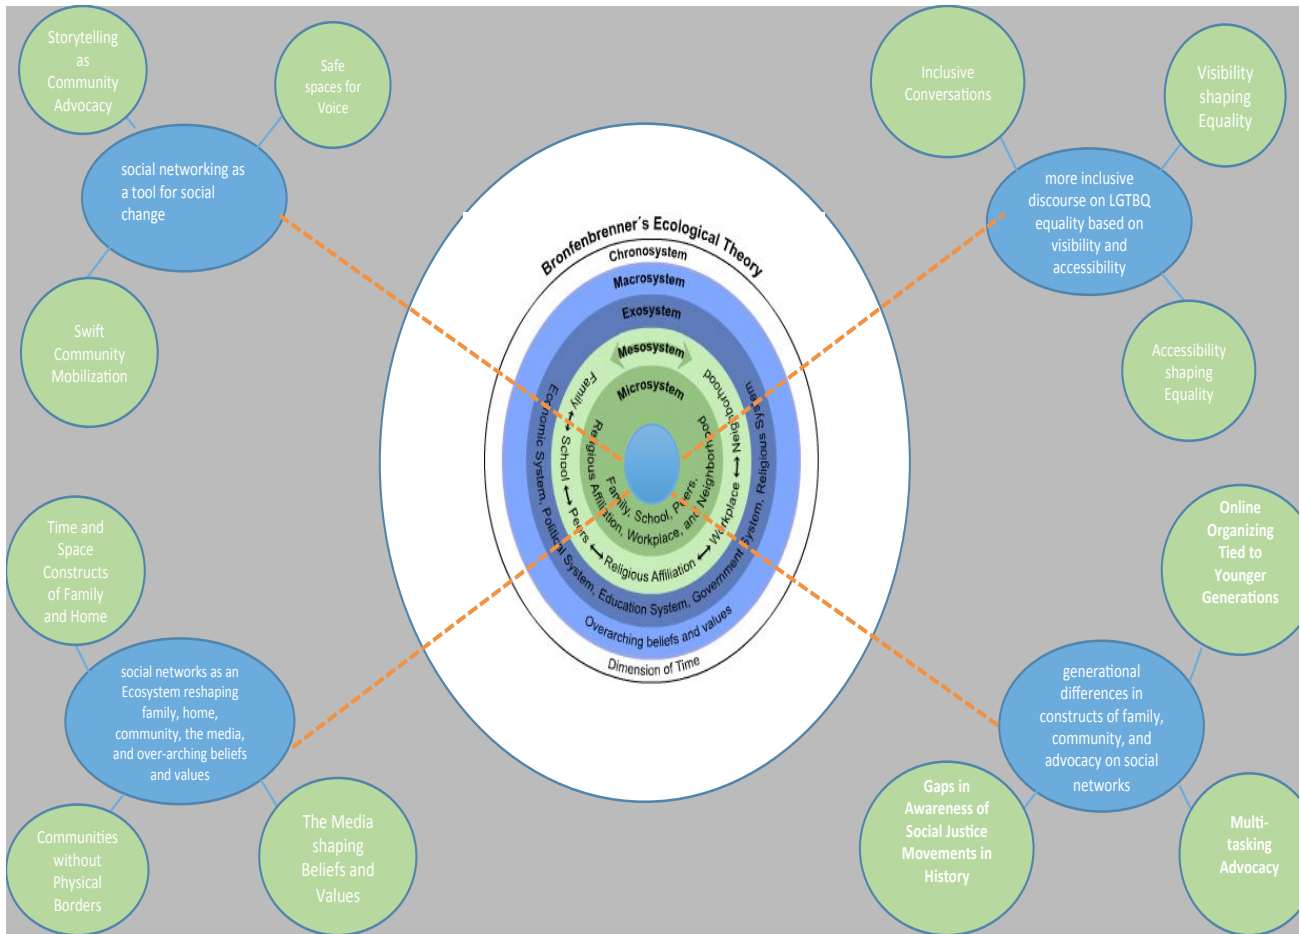 Storytelling
as
Community
Advocacy
Safe
spaces for
Voice
social networking as
a tool for social
change
Swift
Community
Mobilization
Inclusive
Conversations
Visibility
shaping
Equality
more inclusive
discourse on LGTBQ
equality based on
visibility and
accessibility
Accessibility
shaping
Equality
Bronfenbrenner´s Ecological Theory
Chronosystem
Macrosystem
Exosystem
Mesosystem
Microsystem
Family, School, Peers,
Religious Affiliation, Workplace, and Neighborhood
Family ↔ School ↔ Peers ↔ Religious Affiliation ↔ Workplace ↔ Neighborhood
Economic System, Political System, Education System, Government System, Religious System
Overarching beliefs and values
Dimension of Time
Time and
Space
Constructs
of Family
and Home
social networks as an
Ecosystem reshaping
family, home,
community, the media,
and over-arching beliefs
and values
Communities
without
Physical
Borders
The Media
shaping
Beliefs and
Values
Online
Organizing
Tied to
Younger
Generations
generational
differences in
constructs of family,
community, and
advocacy on social
networks
Gaps in
Awareness of
Social Justice
Movements in
History
Multi-
tasking
Advocacy